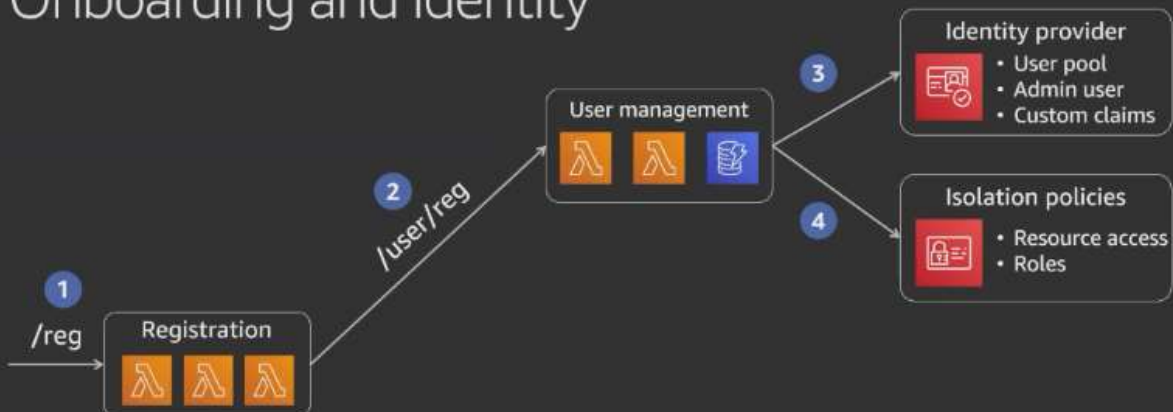 Onboarding and identity
Identity provider
3
• User pool
• Admin user
• Custom claims
User management
2
/user/reg
4
Isolation policies
• Resource access
• Roles
1
/reg
Registration